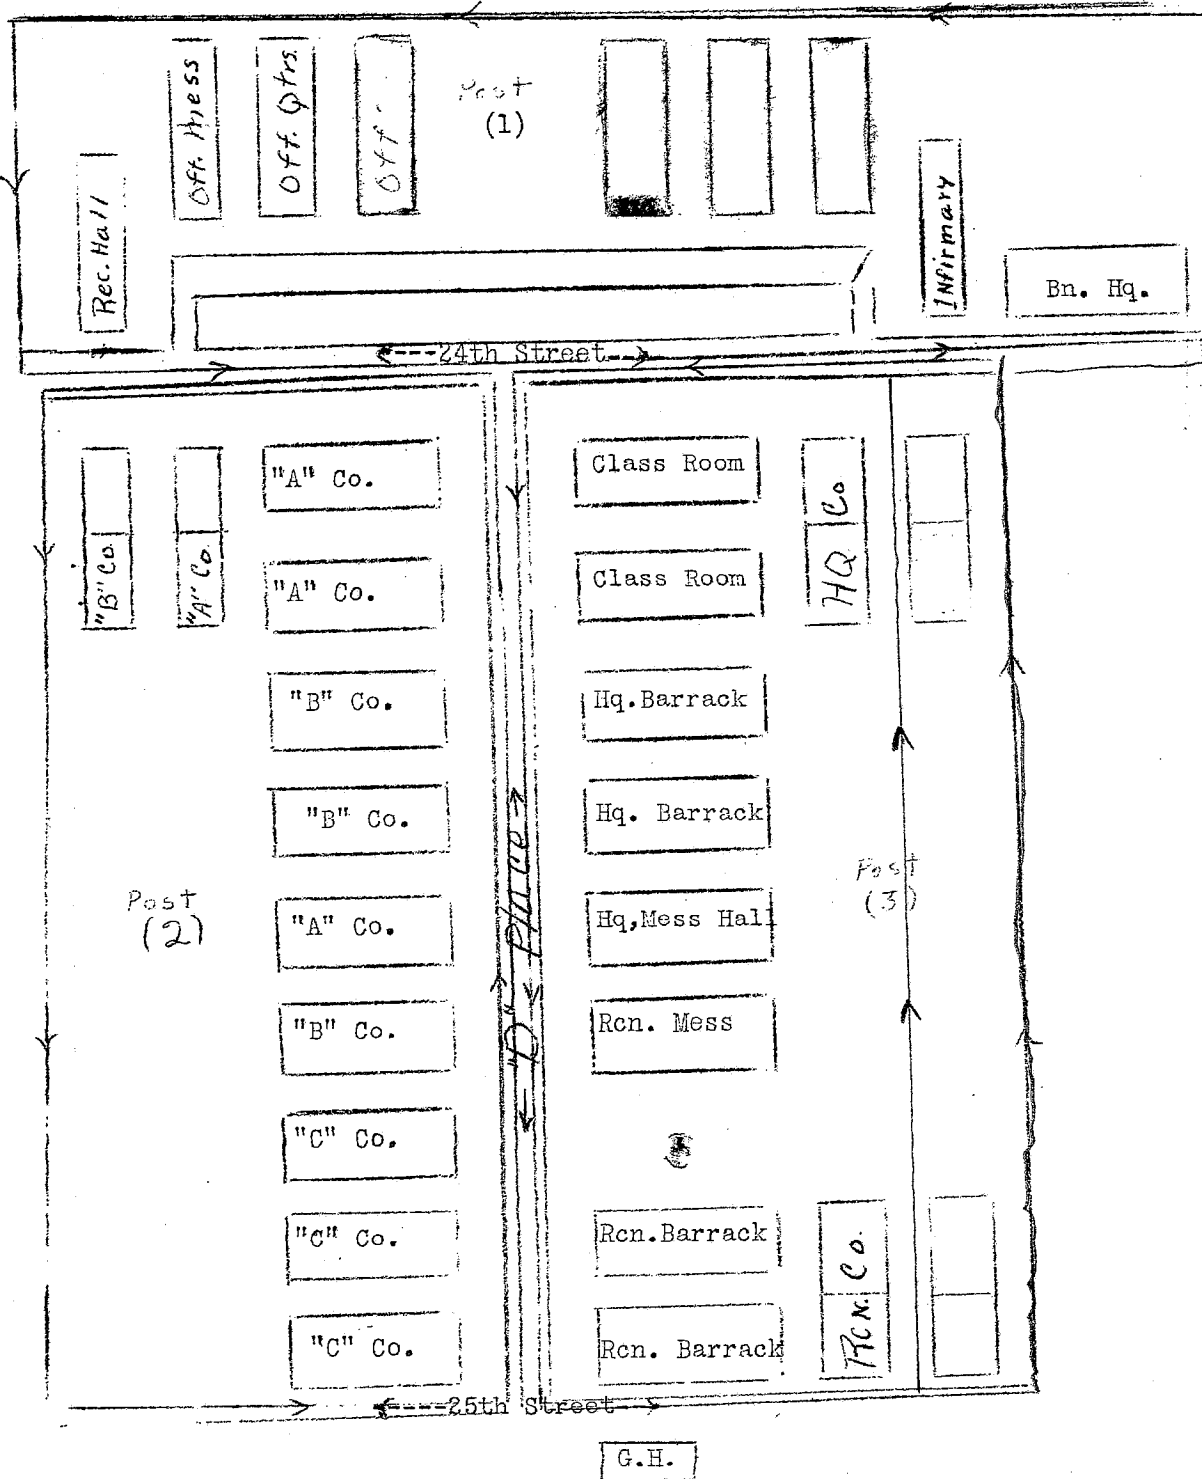 Post
(1)
Off. Mess
Off. Qtrs.
Off.
Rec. Hall
Infirmary
Bn. Hq.
24th Street
"B" Co.
"A" Co.
"A" Co.
"A" Co.
"B" Co.
"B" Co.
"A" Co.
"B" Co.
"C" Co.
"C" Co.
"C" Co.
Post
(2)
"D" Place
Class Room
Class Room
Hq.Barrack
Hq. Barrack
Hq,Mess Hall
Rcn. Mess
Rcn.Barrack
Rcn. Barrack
HQ Co
Post
(3)
Rcn. Co.
25th Street
G.H.